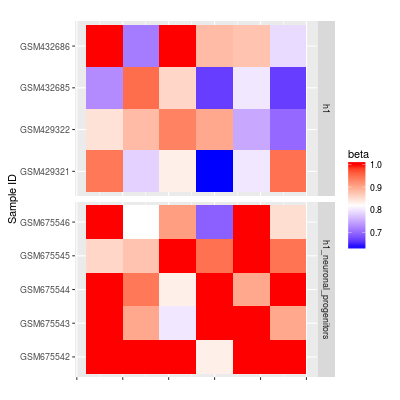 GSM432686
GSM432685
GSM429322
GSM429321
h1
GSM675546
GSM675545
GSM675544
GSM675543
GSM675542
h1_neuronal_progenitors
Sample ID
beta
1.0
0.9
0.8
0.7